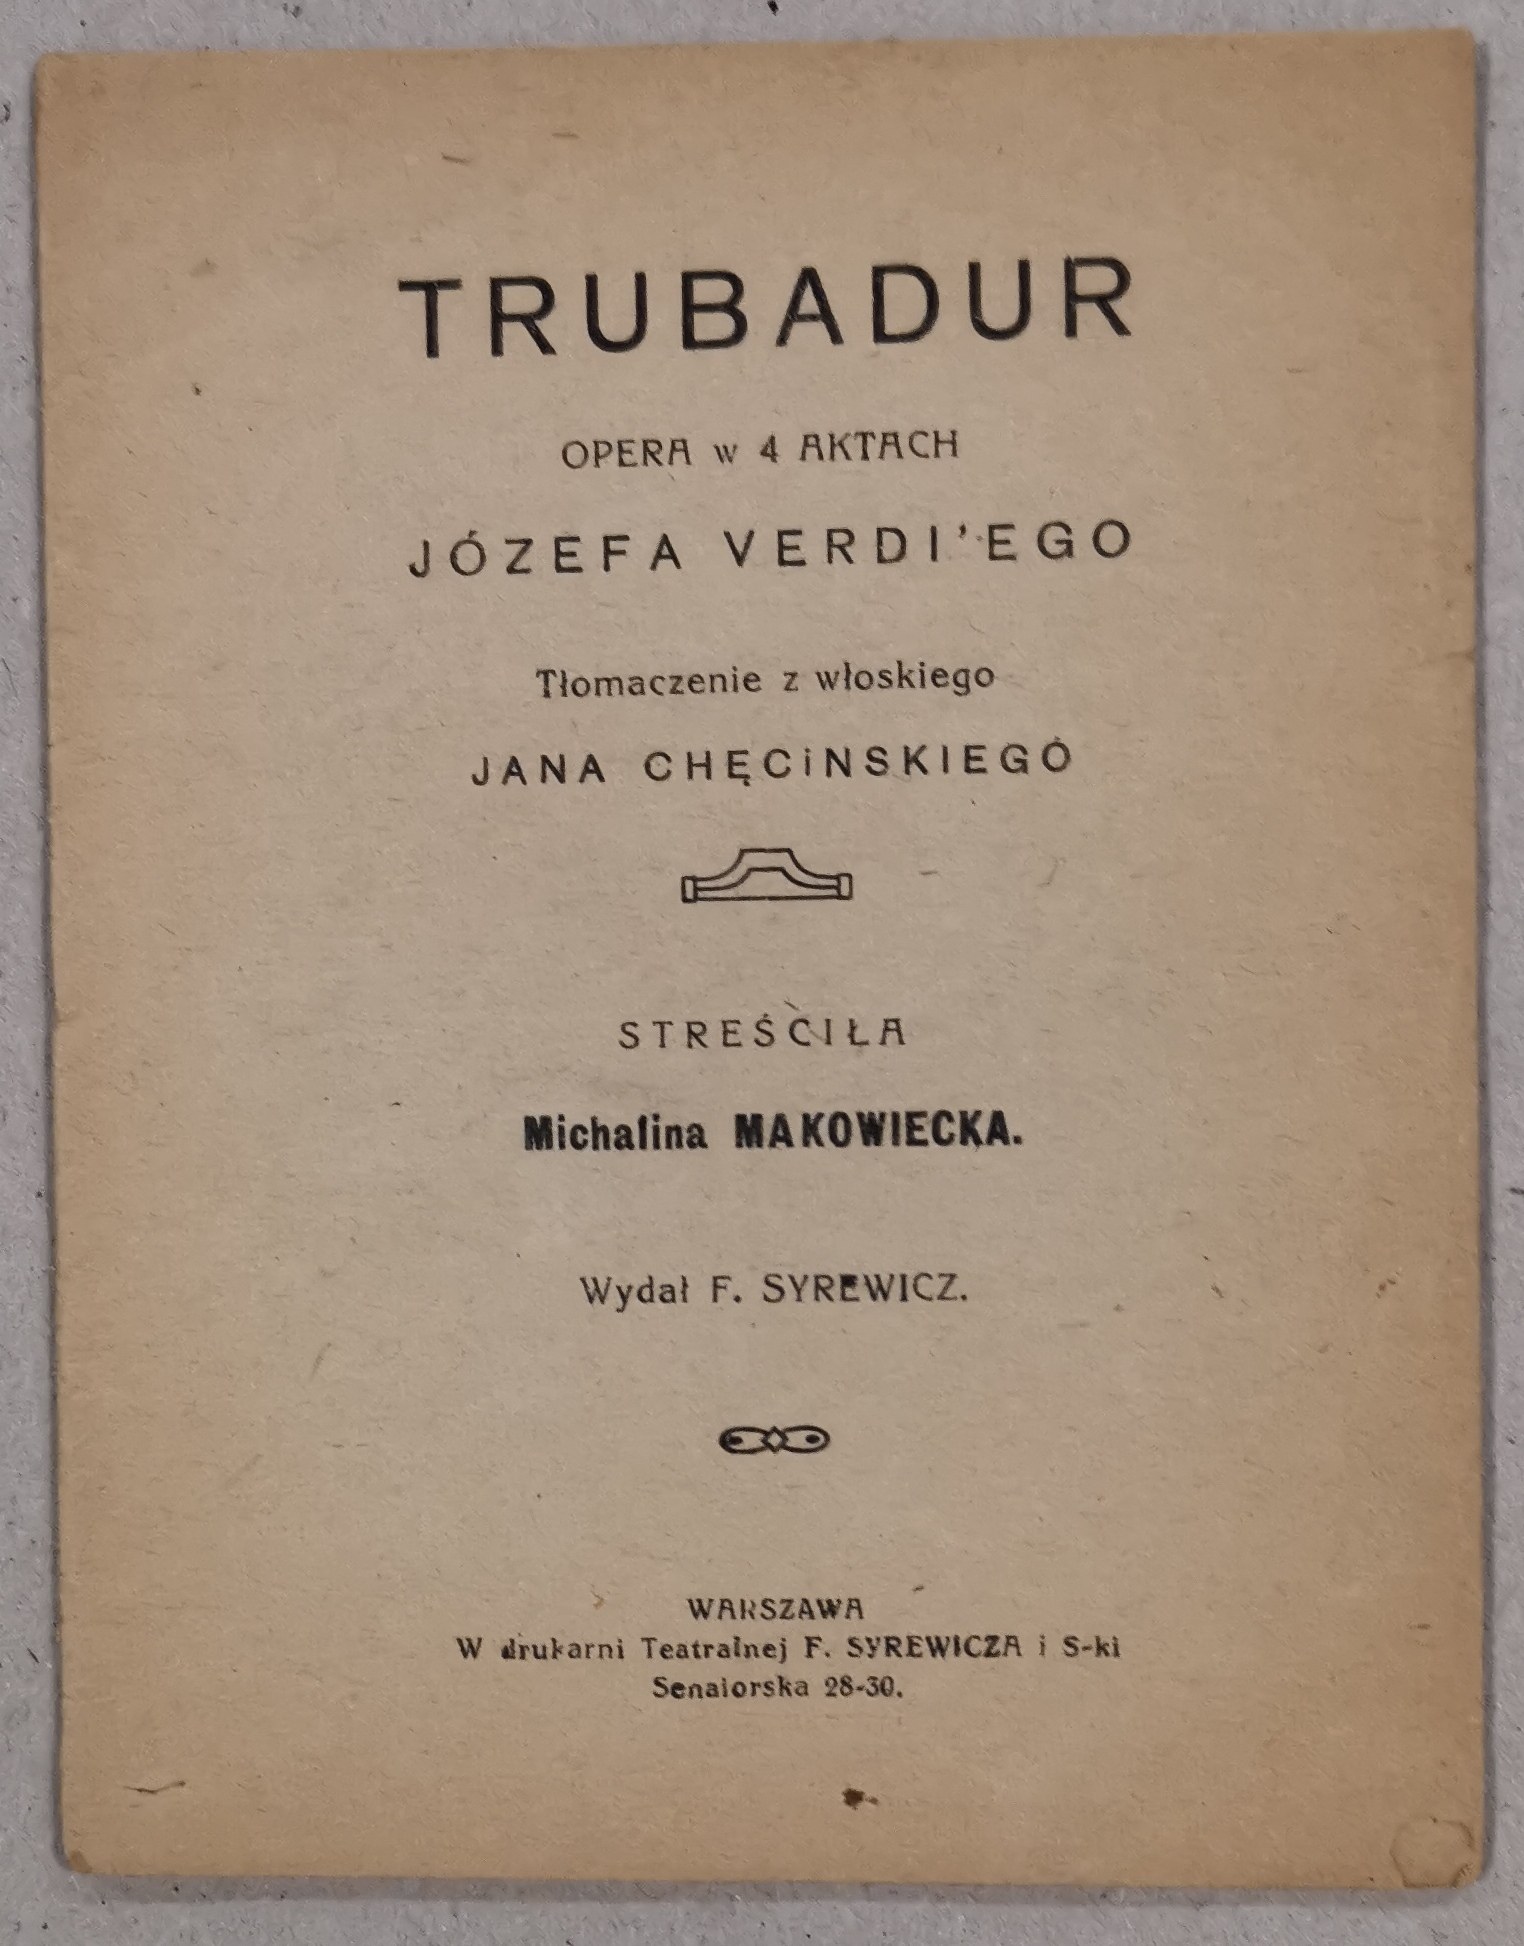 TRUBADUR
OPERA w 4 AKTACH
JÓZEFA VERDI'EGO
Tłomaczenie z włoskiego
JANA CHĘCiNSKIEGÓ
STREŚCIŁA
Michalina MAKOWIECKA.
Wydał F. SYREWICZ.
WARSZAWA
W drukarni Teatralnej F. SYREWICZA i S-ki
Senatorska 28-30.